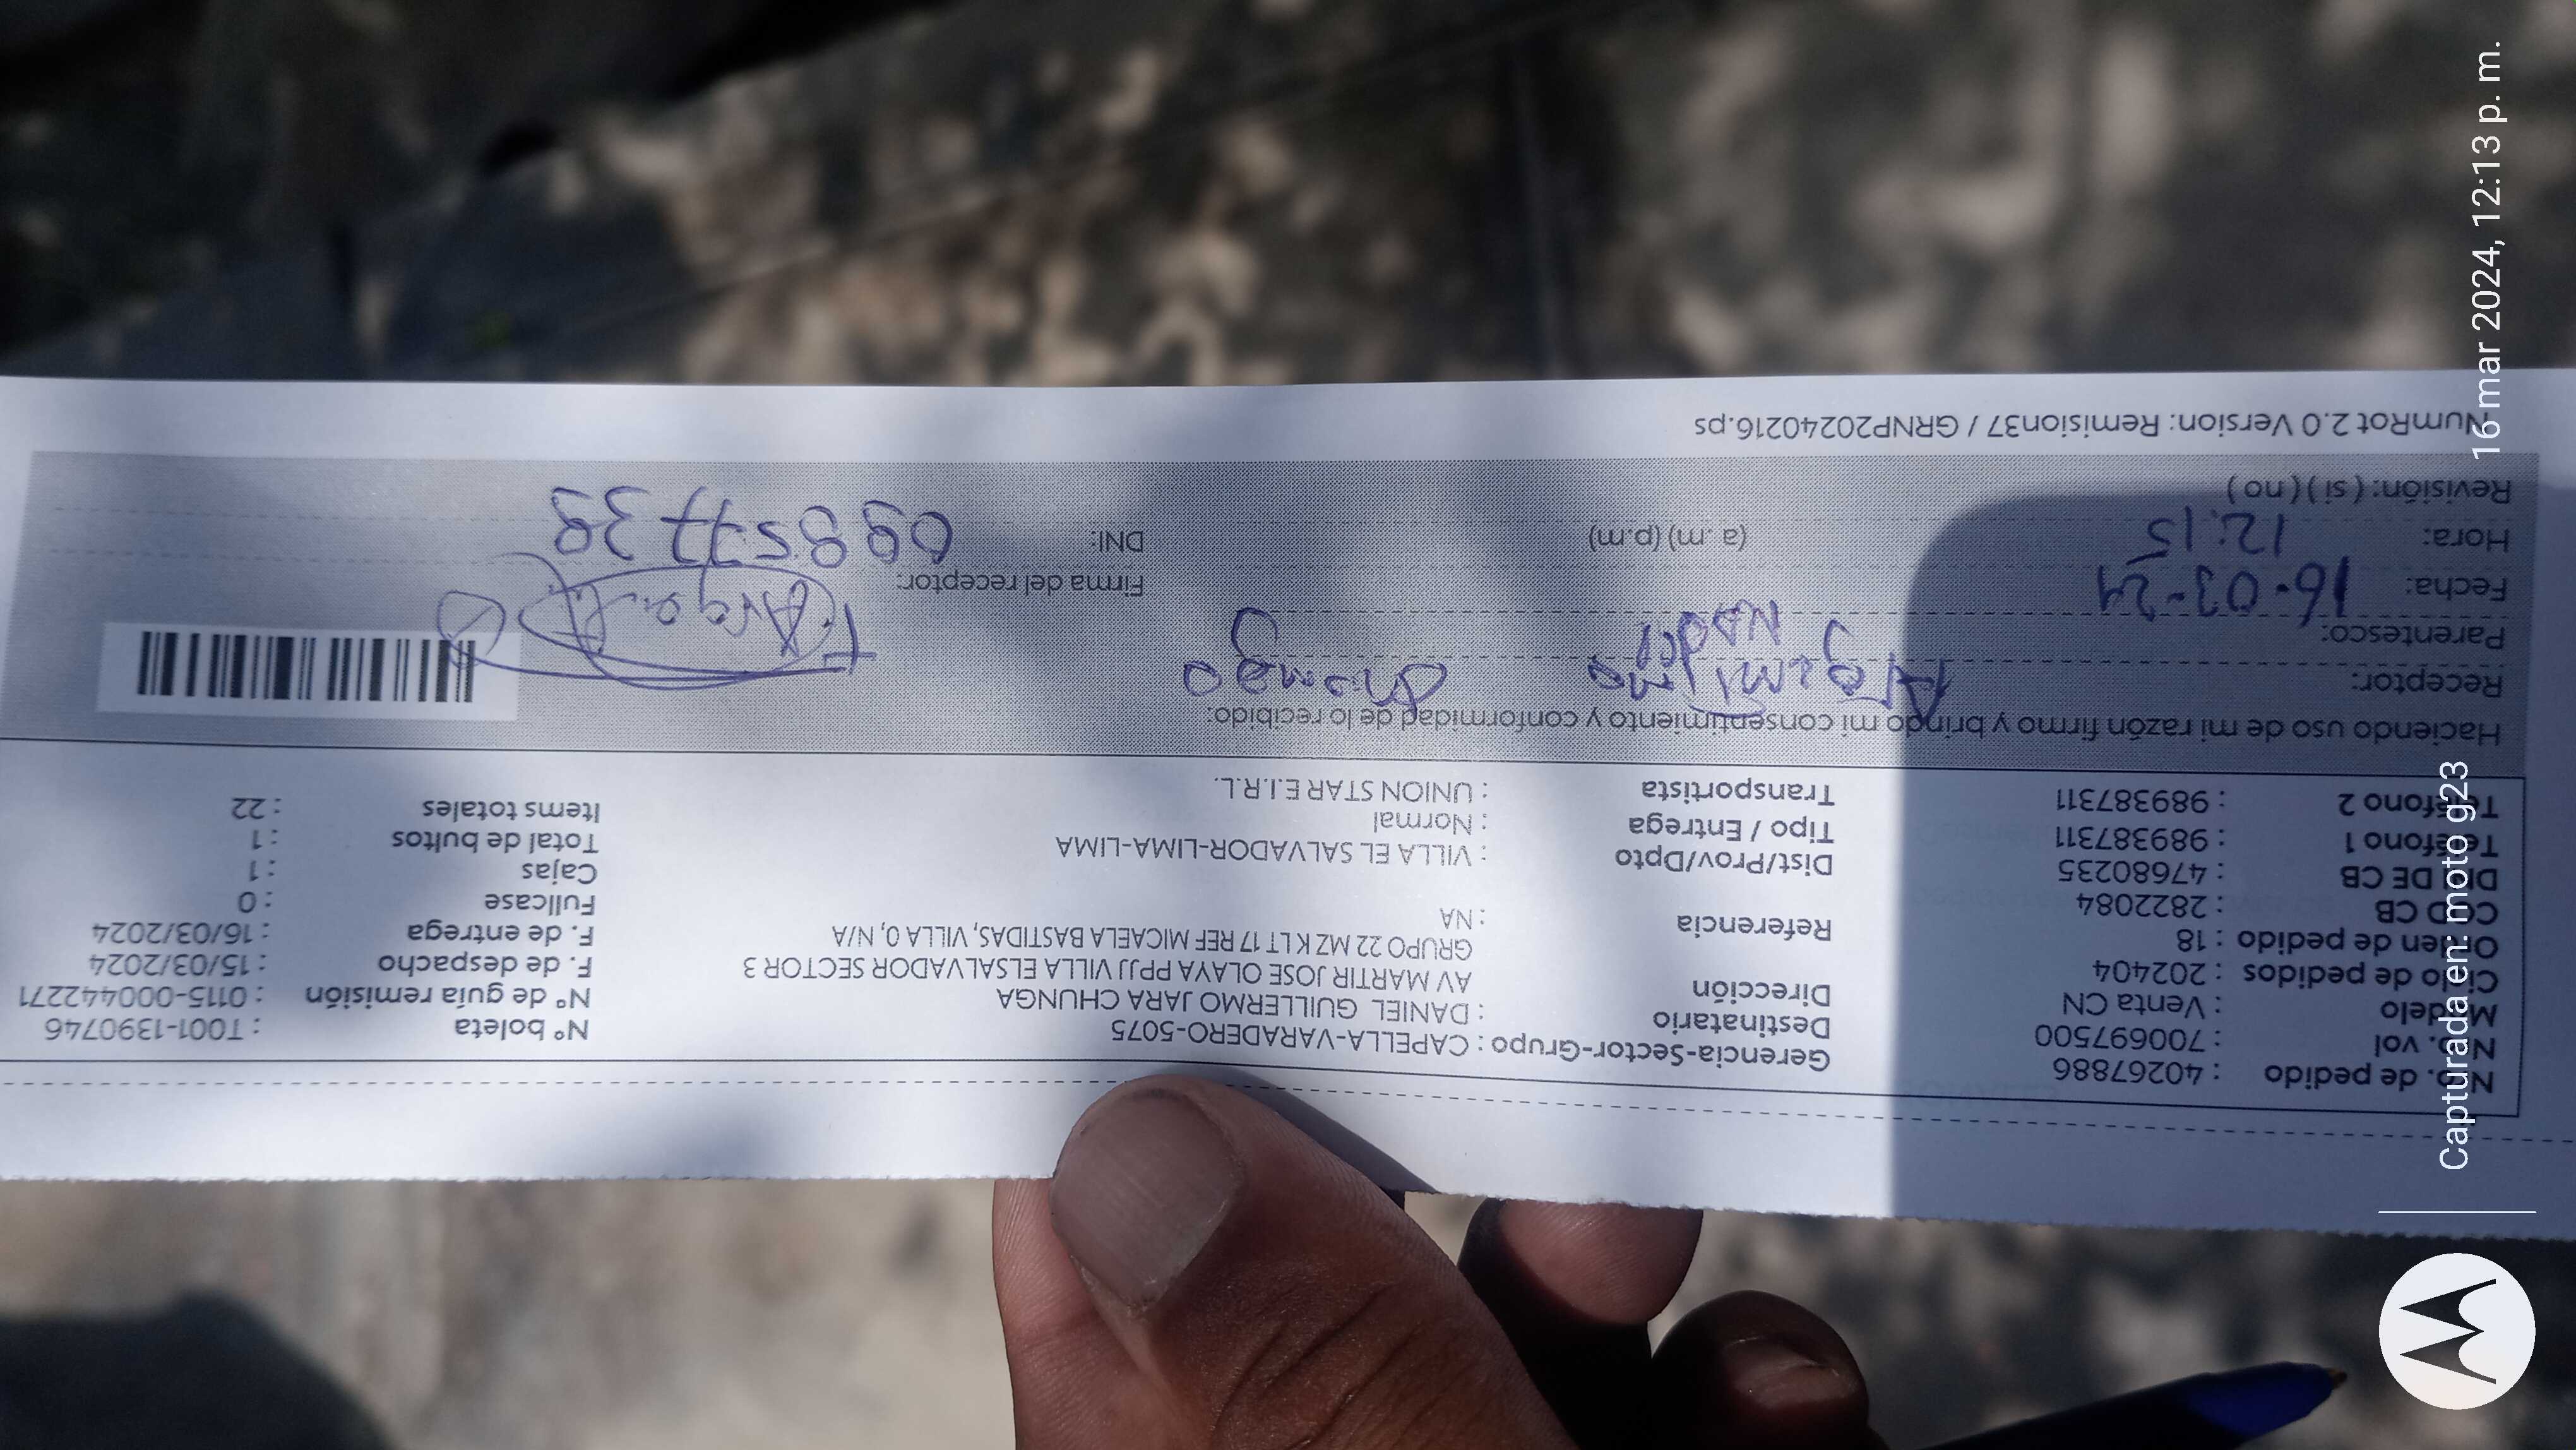 No. de pedido : 40267886
No. vol : 700697500
Modelo : Venta CN
Ciclo de pedidos : 202404
Orden de pedido : 18
COD CB : 2822084
DNI DE CB : 47680235
Teléfono 1 : 989387311
Teléfono 2 : 989387311
Gerencia-Sector-Grupo : CAPELLA-VARADERO-5075
Destinatario : DANIEL GUILLERMO JARA CHUNGA
Dirección AV MARTIR JOSE OLAYA PPJJ VILLA ELSALVADOR SECTOR 3
GRUPO 22 MZ K LT 17 REF MICAELA BASTIDAS, VILLA 0, N/A
Referencia : NA
Dist/Prov/Dpto : VILLA EL SALVADOR-LIMA-LIMA
Tipo / Entrega : Normal
Transportista : UNION STAR E.I.R.L.
N° boleta : T001-1390746
N° de guía remisión : 0115-000442271
F. de despacho : 15/03/2024
F. de entrega : 16/03/2024
Fullcase : 0
Cajas : 1
Total de bultos : 1
Items totales : 22
Haciendo uso de mi razón firmo y brindo mi consentimiento y conformidad de lo recibido:
Receptor:
Parentesco:
Fecha: 16-03-24
Hora: 12:15 (a .m) (p.m)
Revisión: ( si ) ( no )
Firma del receptor:
DNI:
NumRot 2.0 Version: Remision37 / GRNP20240216.ps
Capturada en: moto g23
16 mar 2024, 12:13 p. m.